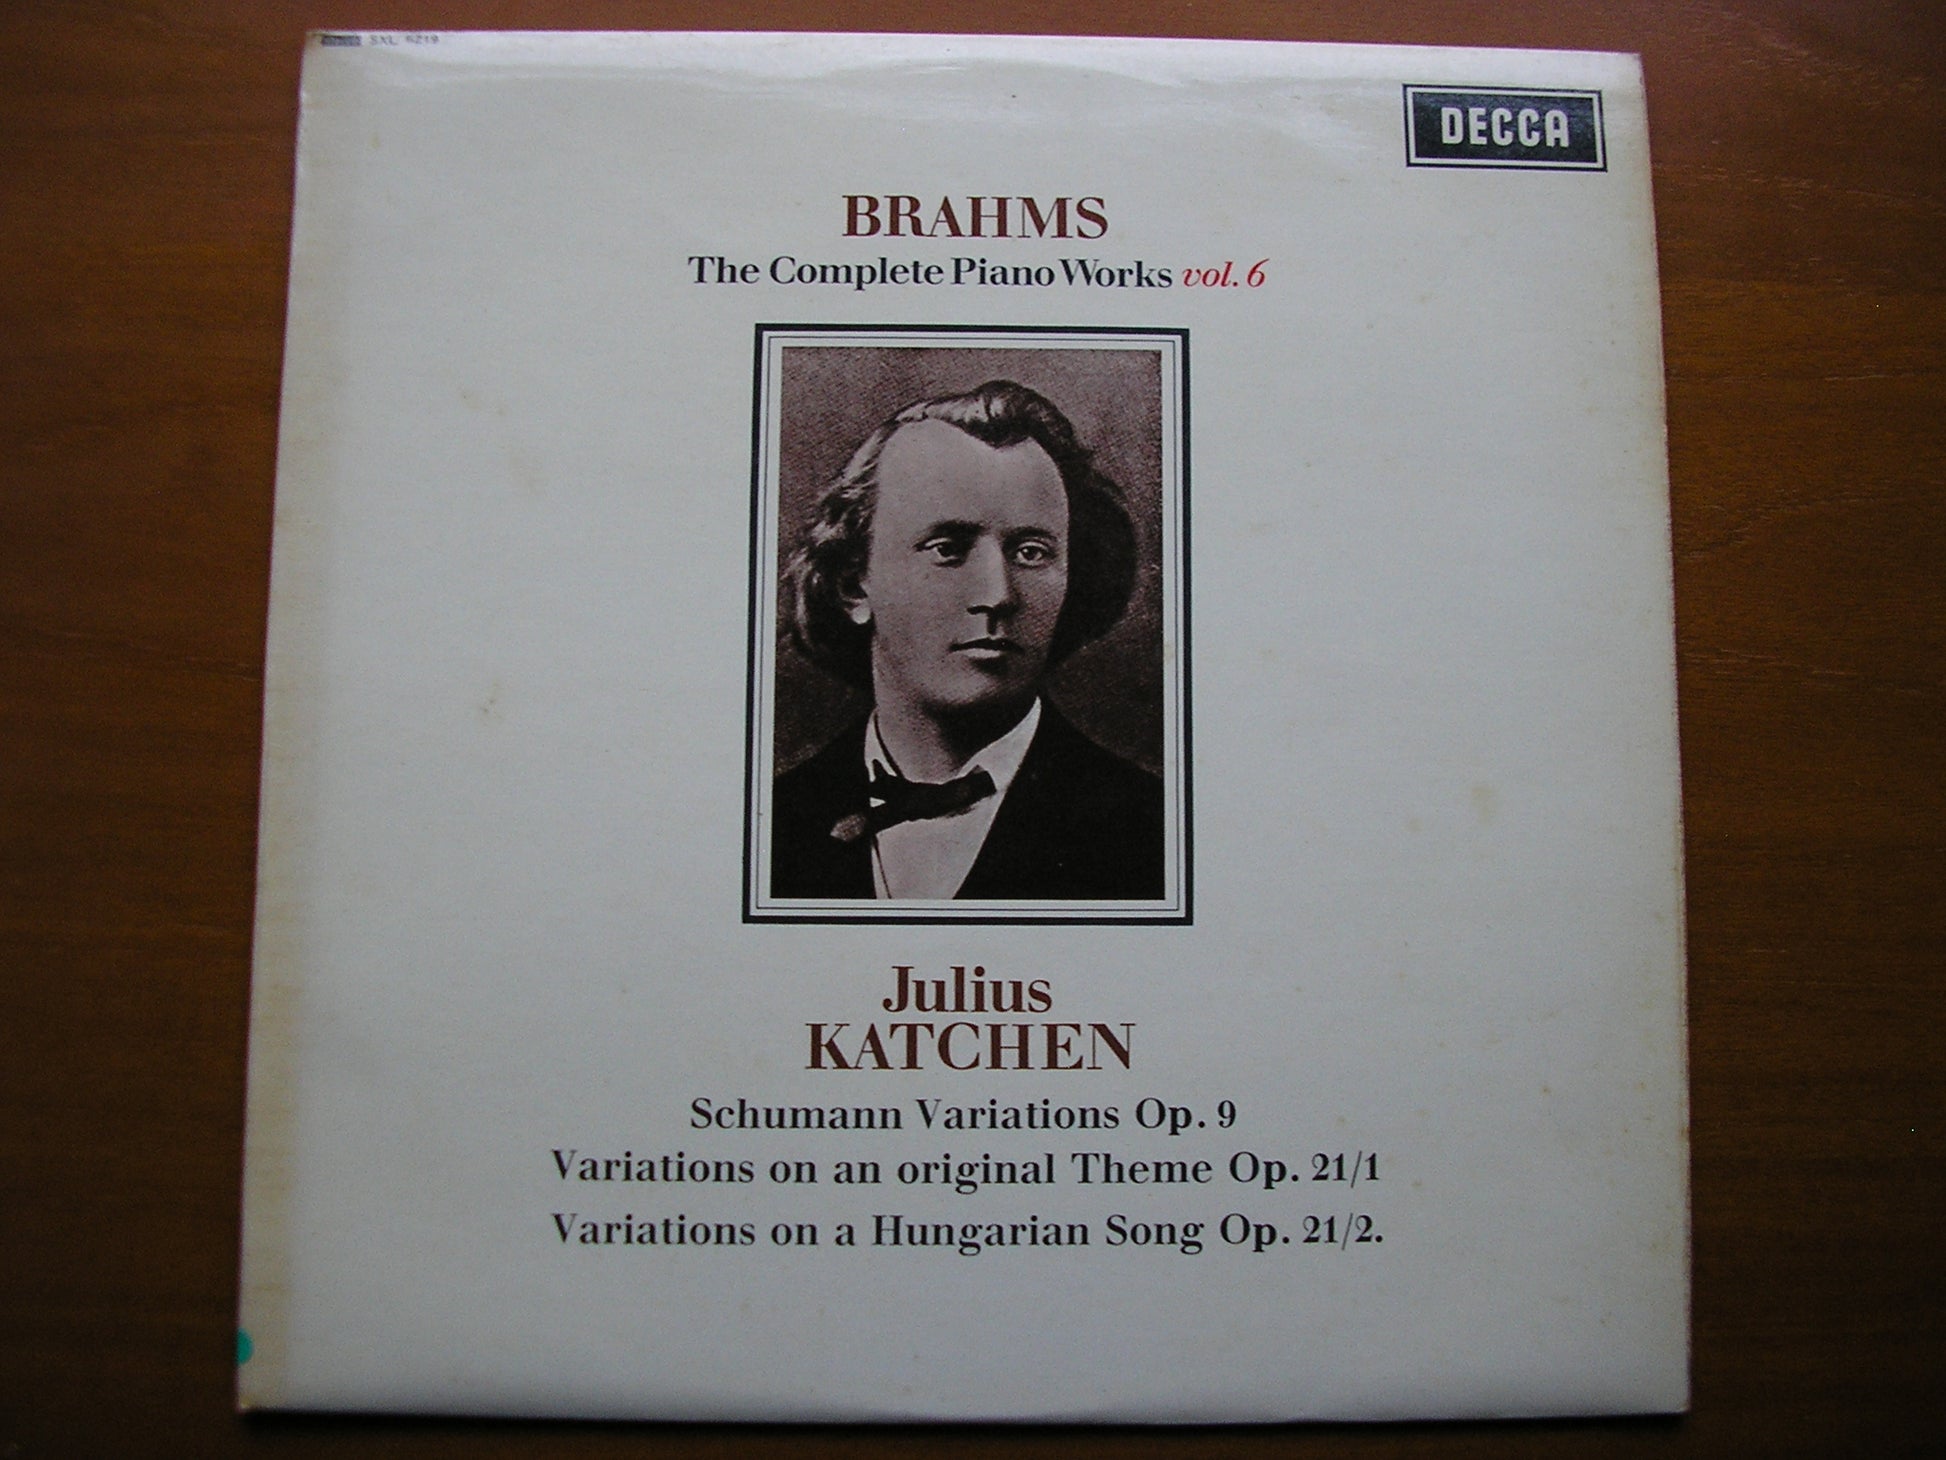 SXL 6219
DECCA
BRAHMS
The Complete Piano Works vol. 6
Julius
KATCHEN
Schumann Variations Op. 9
Variations on an original Theme Op. 21/1
Variations on a Hungarian Song Op. 21/2.